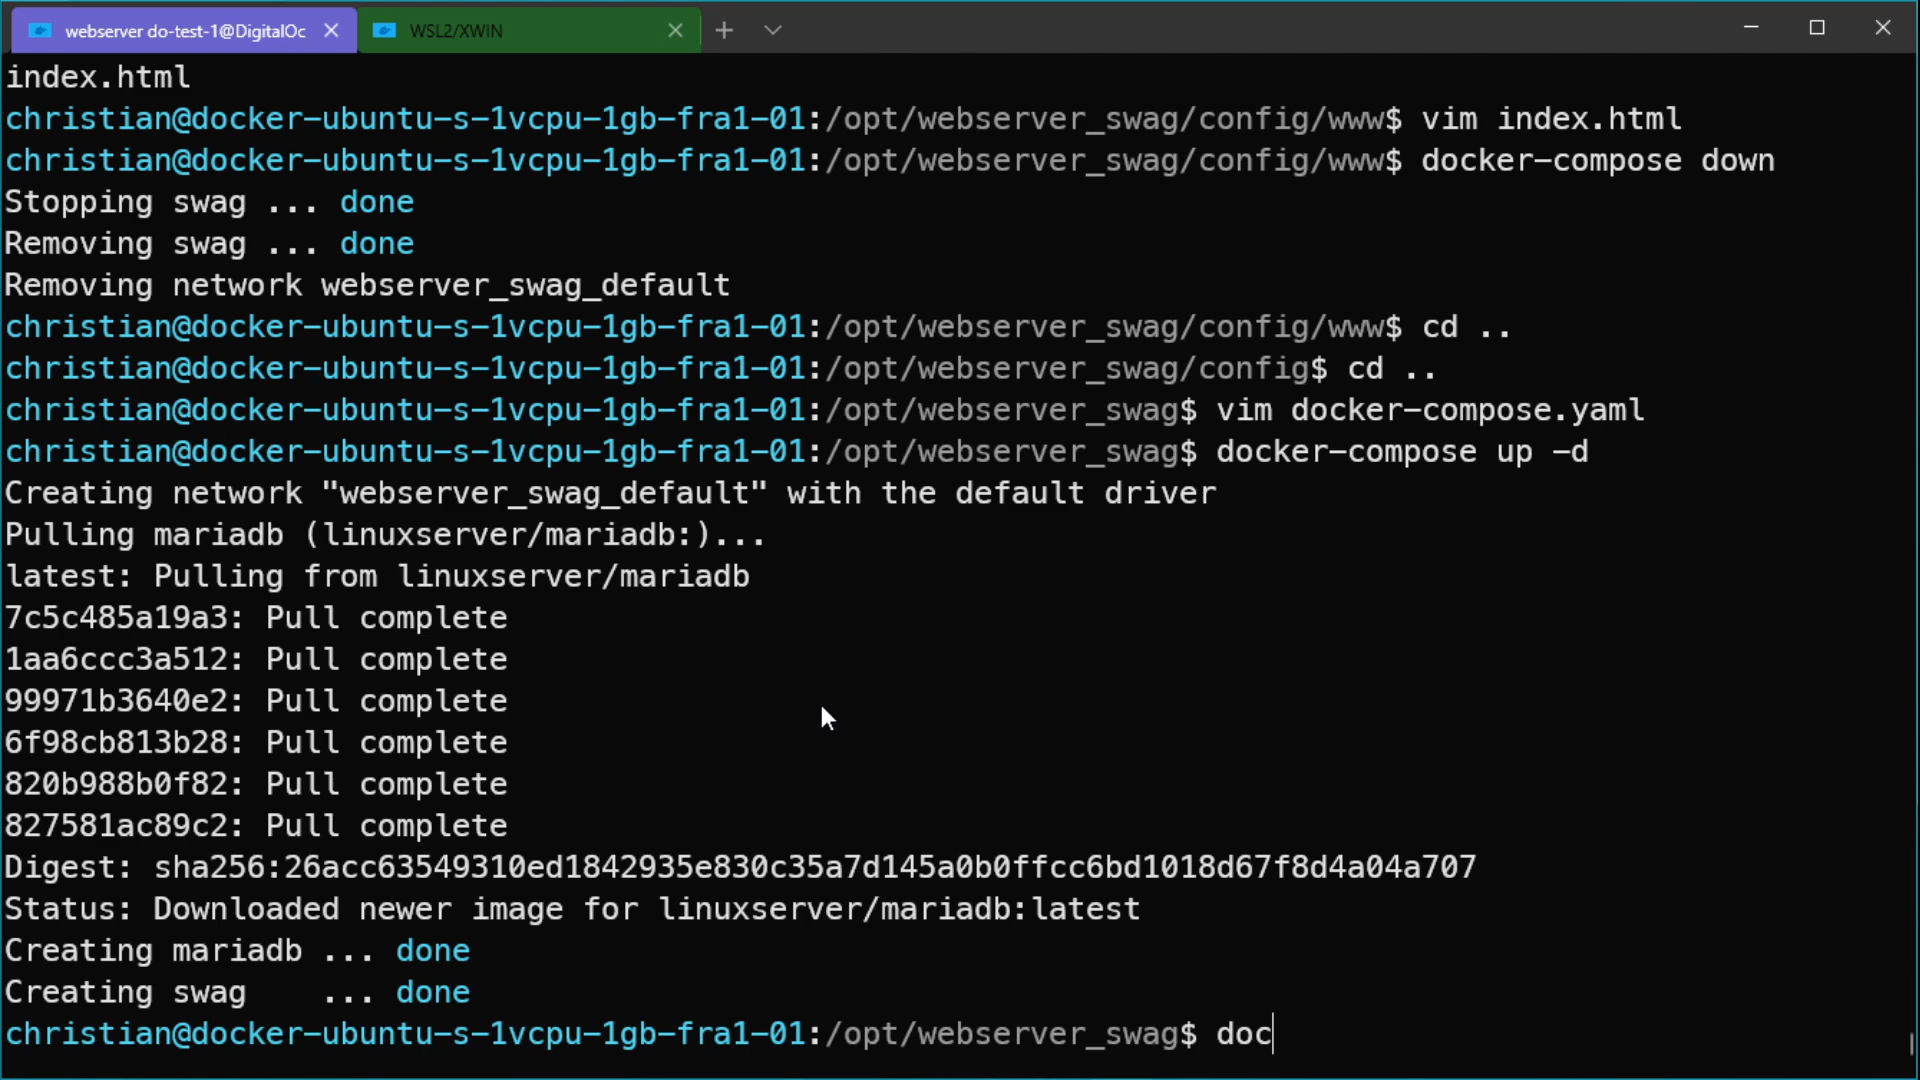 webserver do-test-1@DigitalOc
WSL2/XWIN
index.html
christian@docker-ubuntu-s-1vcpu-1gb-fra1-01:/opt/webserver_swag/config/www$ vim index.html
christian@docker-ubuntu-s-1vcpu-1gb-fra1-01:/opt/webserver_swag/config/www$ docker-compose down
Stopping swag ... done
Removing swag ... done
Removing network webserver_swag_default
christian@docker-ubuntu-s-1vcpu-1gb-fra1-01:/opt/webserver_swag/config/www$ cd ..
christian@docker-ubuntu-s-1vcpu-1gb-fra1-01:/opt/webserver_swag/config$ cd ..
christian@docker-ubuntu-s-1vcpu-1gb-fra1-01:/opt/webserver_swag$ vim docker-compose.yaml
christian@docker-ubuntu-s-1vcpu-1gb-fra1-01:/opt/webserver_swag$ docker-compose up -d
Creating network "webserver_swag_default" with the default driver
Pulling mariadb (linuxserver/mariadb:)...
latest: Pulling from linuxserver/mariadb
7c5c485a19a3: Pull complete
1aa6ccc3a512: Pull complete
99971b3640e2: Pull complete
6f98cb813b28: Pull complete
820b988b0f82: Pull complete
827581ac89c2: Pull complete
Digest: sha256:26acc63549310ed1842935e830c35a7d145a0b0ffcc6bd1018d67f8d4a04a707
Status: Downloaded newer image for linuxserver/mariadb:latest
Creating mariadb ... done
Creating swag    ... done
christian@docker-ubuntu-s-1vcpu-1gb-fra1-01:/opt/webserver_swag$ doc